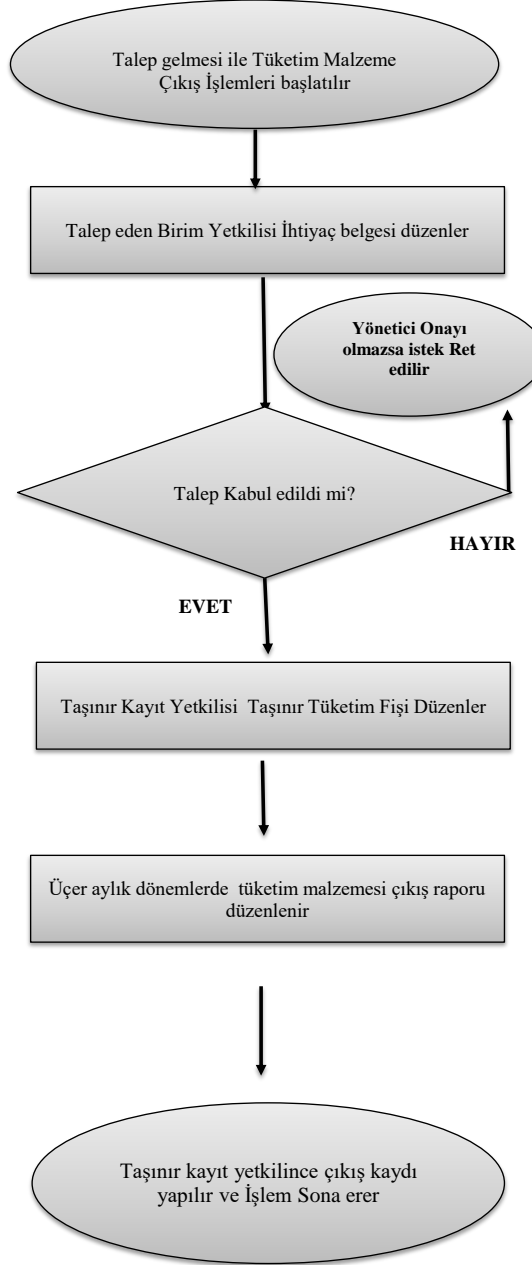 Talep gelmesi ile Tüketim Malzeme
Çıkış İşlemleri başlatılır
Talep eden Birim Yetkilisi İhtiyaç belgesi düzenler
Yönetici Onayı
olmazsa istek Ret
edilir
Talep Kabul edildi mi?
HAYIR
EVET
Taşınır Kayıt Yetkilisi Taşınır Tüketim Fişi Düzenler
Üçer aylık dönemlerde tüketim malzemesi çıkış raporu
düzenlenir
Taşınır kayıt yetkilince çıkış kaydı
yapılır ve İşlem Sona erer